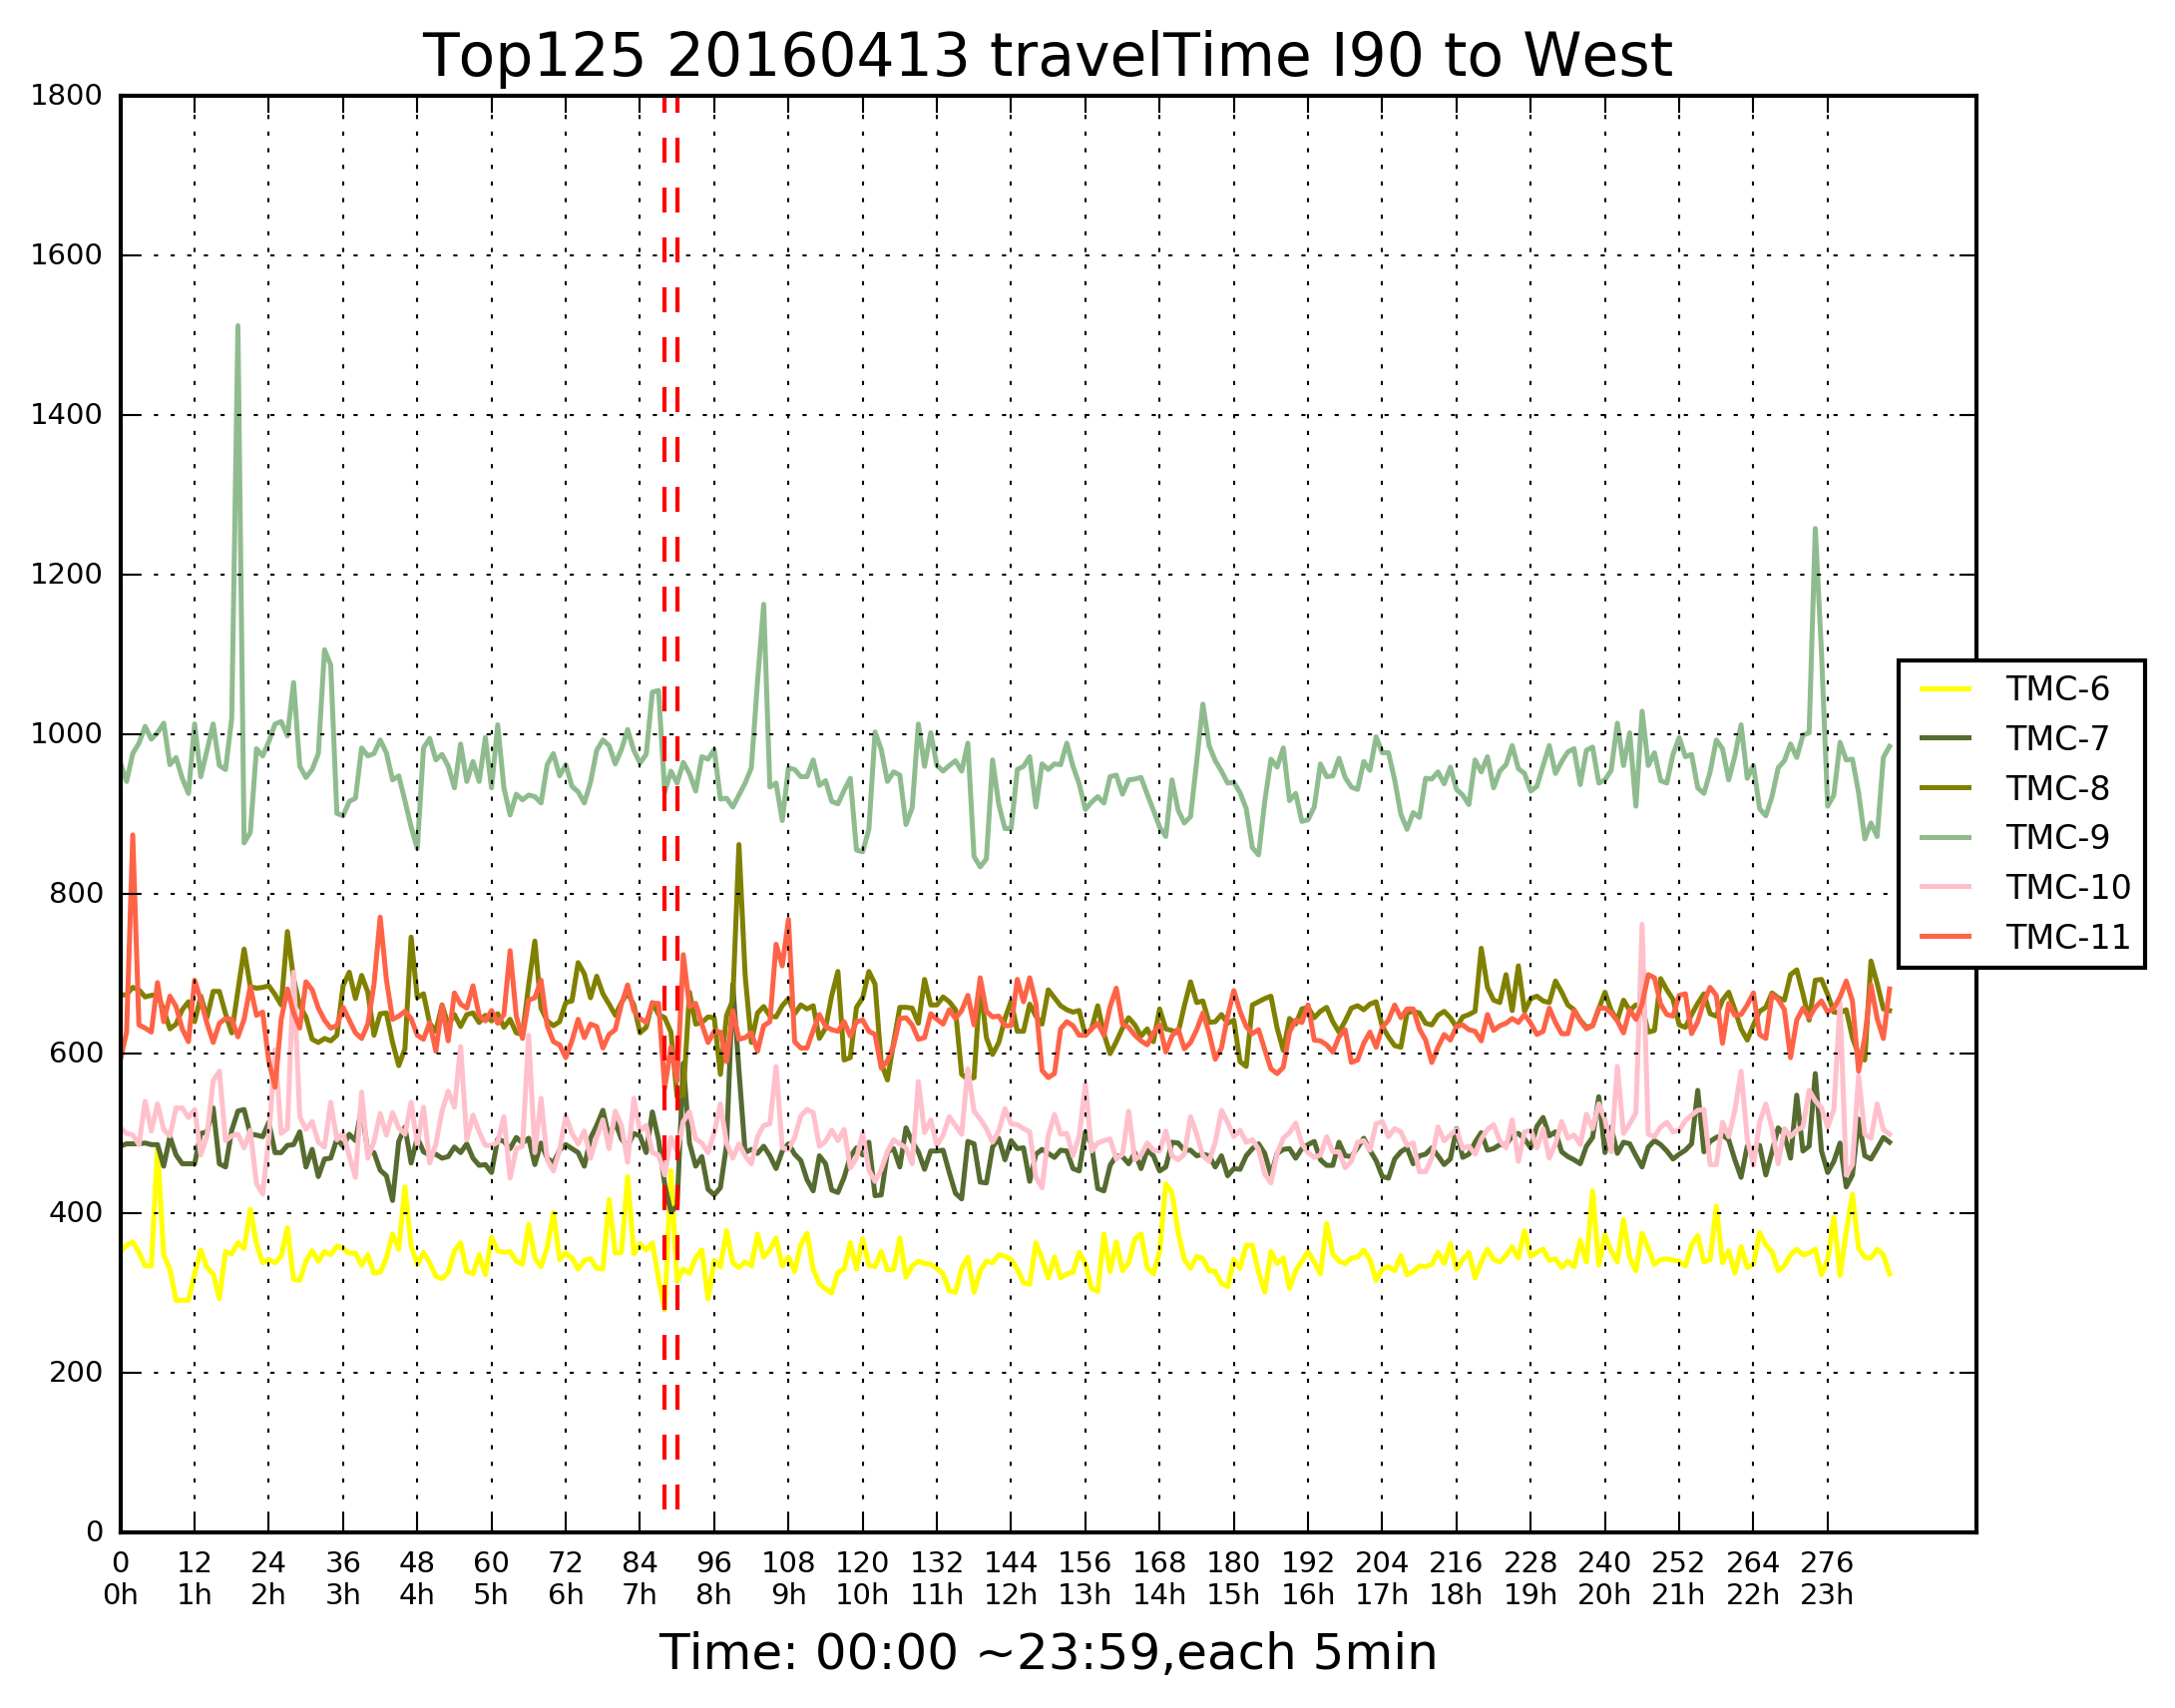 Top125 20160413 travelTime I90 to West
1800
1600
1400
1200
1000
800
600
400
200
0
TMC-6
TMC-7
TMC-8
TMC-9
TMC-10
TMC-11
0 12 24 36 48 60 72 84 96 108 120 132 144 156 168 180 192 204 216 228 240 252 264 276
0h 1h 2h 3h 4h 5h 6h 7h 8h 9h 10h 11h 12h 13h 14h 15h 16h 17h 18h 19h 20h 21h 22h 23h
Time: 00:00 ~23:59,each 5min